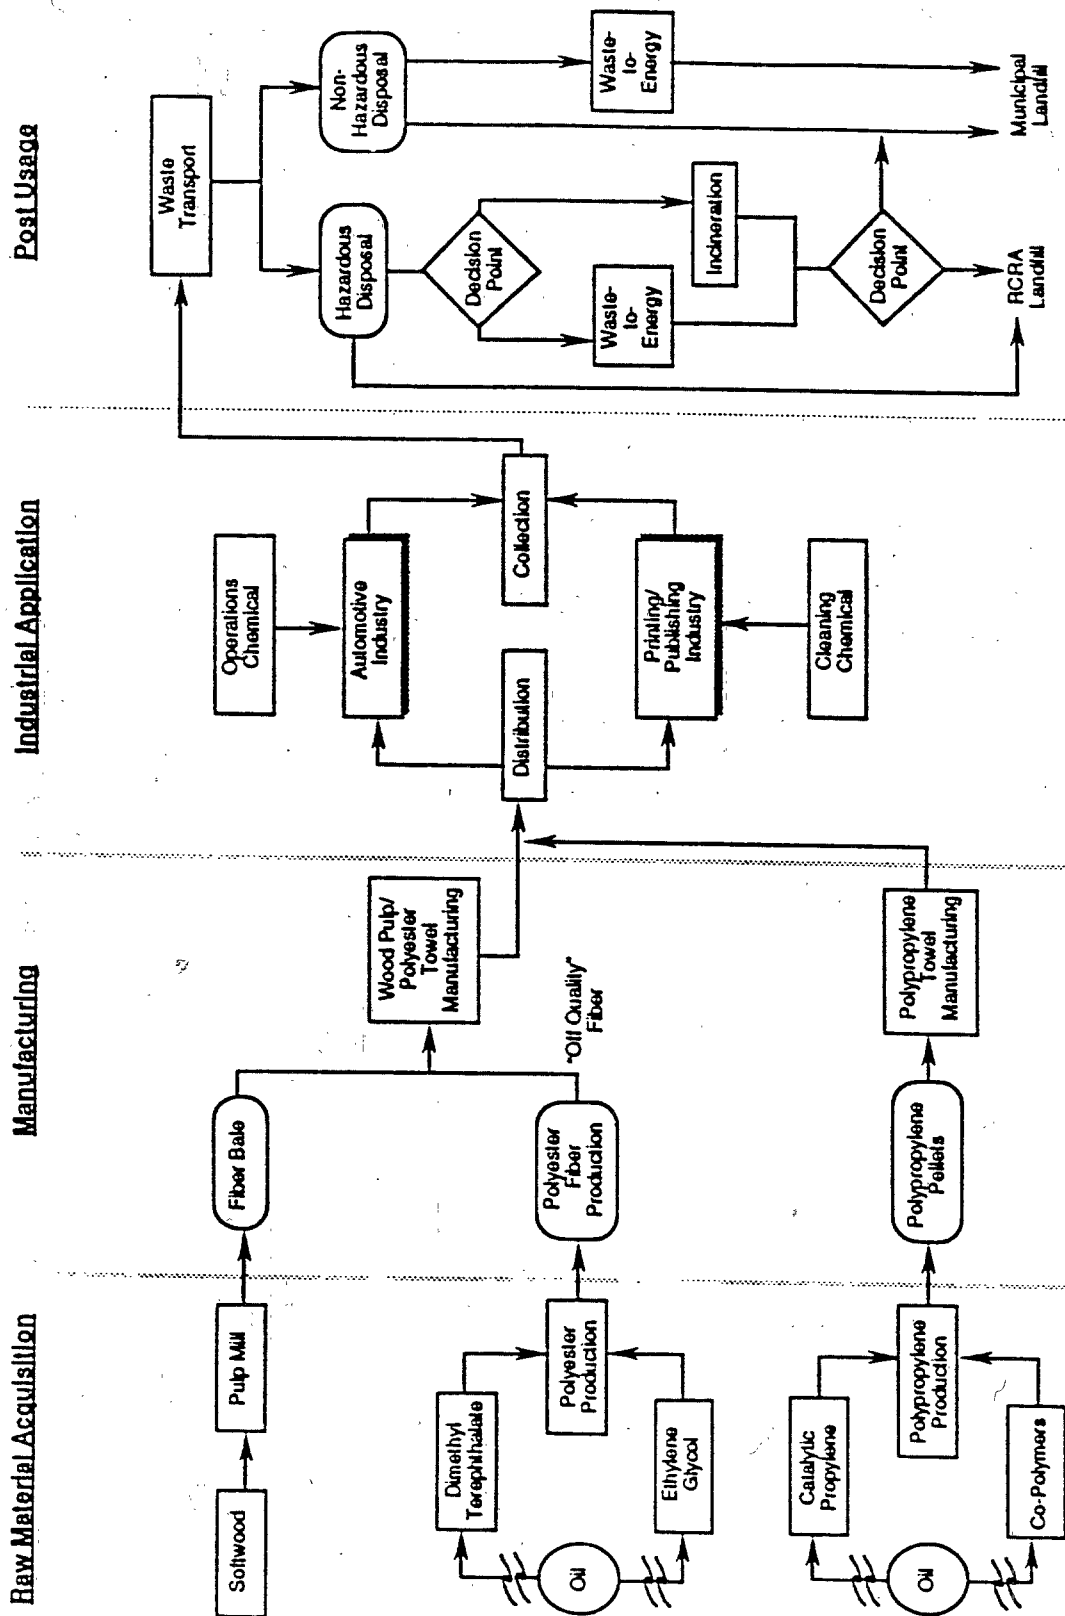 Raw Material Acquisition
Manufacturing
Industrial Application
Post Usage
Softwood
Pulp Mill
Fiber Bale
Oil
Dimethyl
Terephthalate
Ethylene
Glycol
Polyester
Production
Polyester
Fiber
Production
"Off Quality"
Fiber
Wood Pulp/
Polyester
Towel
Manufacturing
Oil
Catalytic
Propylene
Co-Polymers
Polypropylene
Production
Polypropylene
Pellets
Polypropylene
Towel
Manufacturing
Distribution
Operations
Chemical
Automotive
Industry
Printing/
Publishing
Industry
Cleaning
Chemical
Collection
Waste
Transport
Hazardous
Disposal
Non-
Hazardous
Disposal
Decision
Point
Waste-
to-
Energy
Incineration
Waste-
to-
Energy
Decision
Point
RCRA
Landfill
Municipal
Landfill